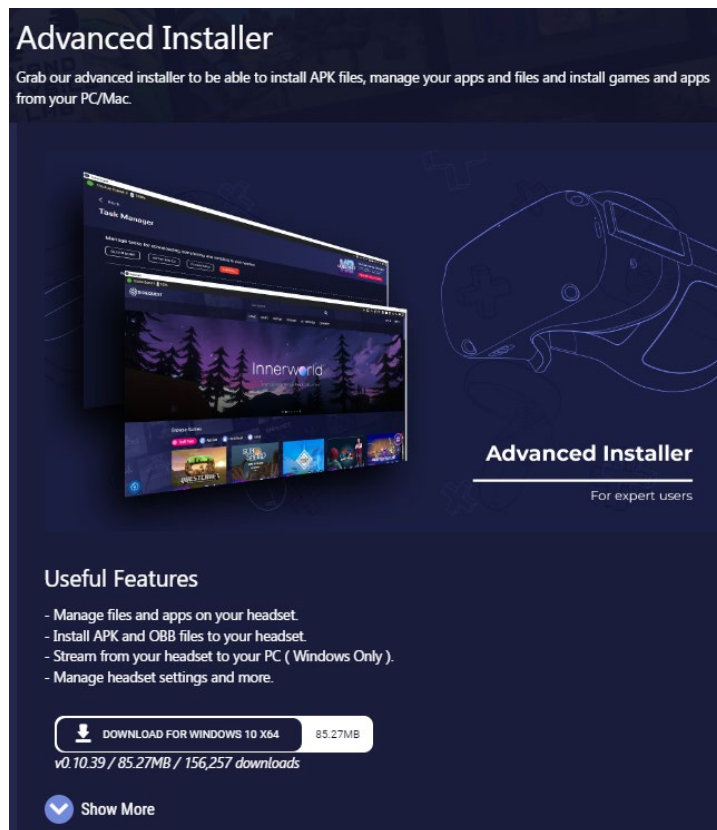 Advanced Installer
Grab our advanced installer to be able to install APK files, manage your apps and files and install games and apps
from your PC/Mac.
Task Manager
SIDEQUEST
Innerworld
Advanced Installer
For expert users
Useful Features
- Manage files and apps on your headset.
- Install APK and OBB files to your headset.
- Stream from your headset to your PC ( Windows Only ).
- Manage headset settings and more.
DOWNLOAD FOR WINDOWS 10 X64 85.27MB
v0.10.39 / 85.27MB / 156,257 downloads
Show More